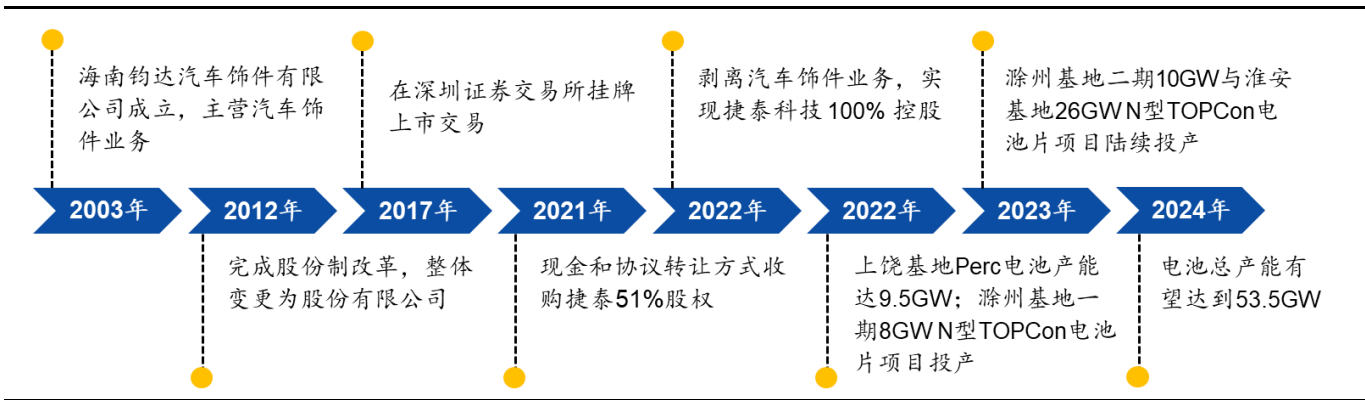 海南钧达汽车饰件有限
公司成立，主营汽车饰
件业务
在深圳证券交易所挂牌
上市交易
剥离汽车饰件业务，实
现捷泰科技 100% 控股
滁州基地二期10GW与淮安
基地26GW N型TOPCon电
池片项目陆续投产
2003年
2012年
2017年
2021年
2022年
2022年
2023年
2024年
完成股份制改革，整体
变更为股份有限公司
现金和协议转让方式收
购捷泰51%股权
上饶基地Perc电池产能
达9.5GW；滁州基地一
期8GW N型TOPCon电池
片项目投产
电池总产能有
望达到53.5GW